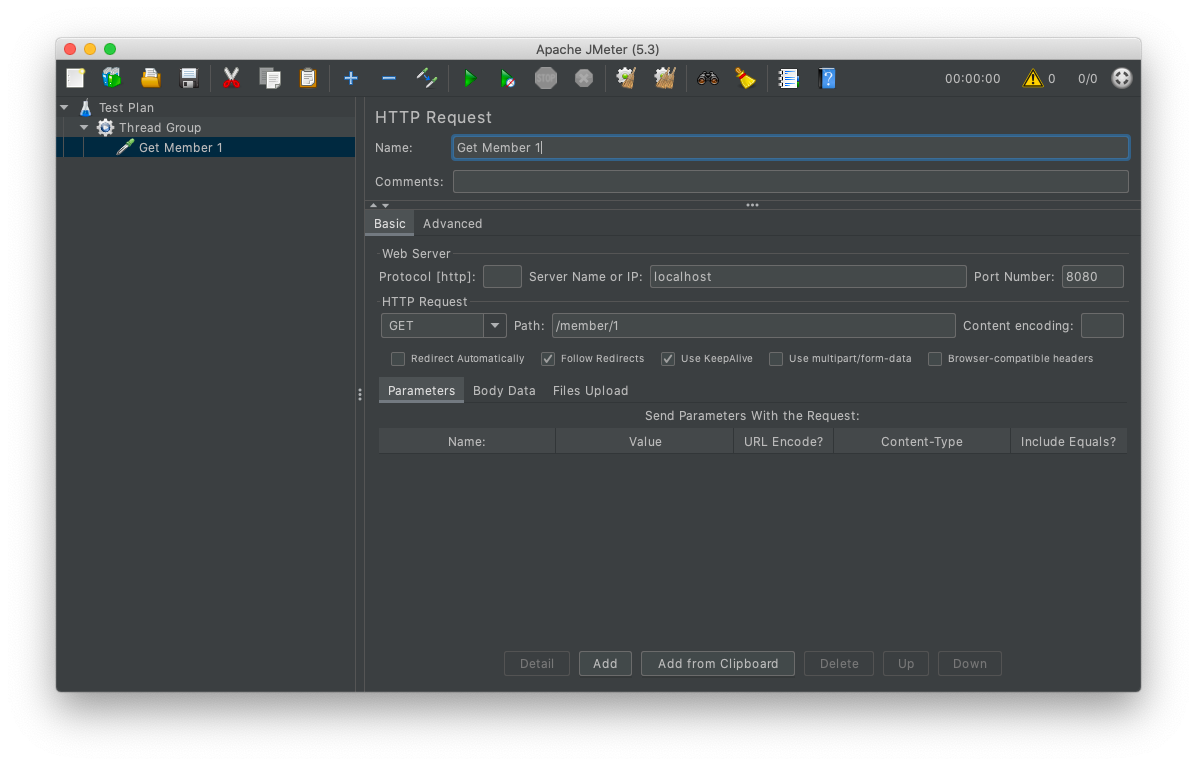 Apache JMeter (5.3)
STOP
00:00:00 0 0/0
Test Plan
Thread Group
Get Member 1
HTTP Request
Name: Get Member 1
Comments:
Basic Advanced
Web Server
Protocol [http]: Server Name or IP: localhost Port Number: 8080
HTTP Request
GET Path: /member/1 Content encoding:
Redirect Automatically Follow Redirects Use KeepAlive Use multipart/form-data Browser-compatible headers
Parameters Body Data Files Upload
Send Parameters With the Request:
Name: Value URL Encode? Content-Type Include Equals?
Detail Add Add from Clipboard Delete Up Down